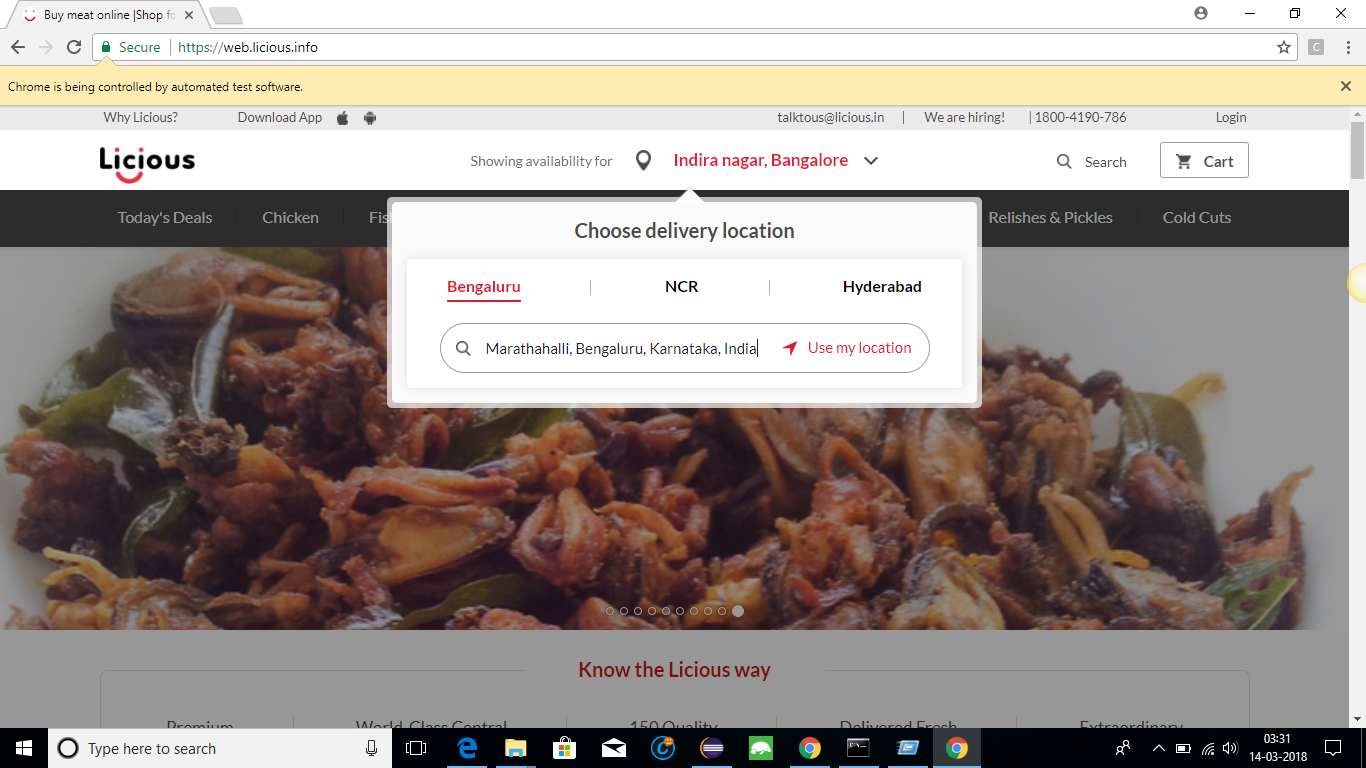 Buy meat online |Shop fo
Secure https://web.licious.info
C
Chrome is being controlled by automated test software.
Why Licious? Download App talktous@licious.in | We are hiring! | 1800-4190-786 Login
Licious Showing availability for Indira nagar, Bangalore Search Cart
Today's Deals Chicken Fis Relishes & Pickles Cold Cuts
Choose delivery location
Bengaluru | NCR | Hyderabad
Marathahalli, Bengaluru, Karnataka, India Use my location
Know the Licious way
Premium World-Class Central 150 Quality Delivered Fresh Extraordinary
Type here to search
03:31
14-03-2018